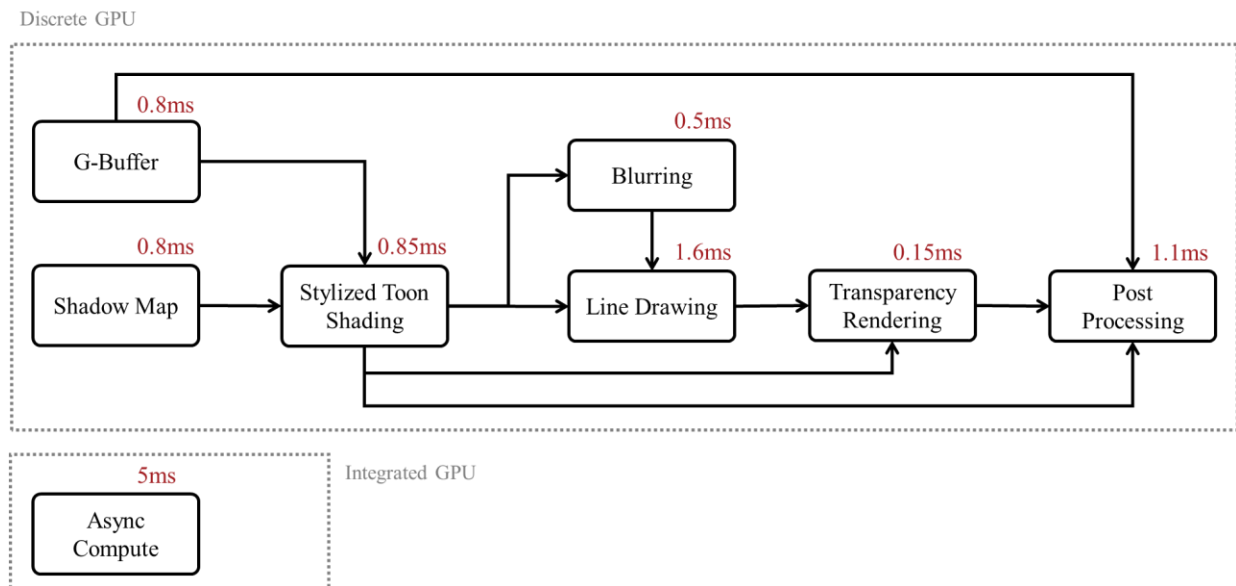 Discrete GPU
0.8ms
G-Buffer
0.5ms
Blurring
0.8ms
Shadow Map
0.85ms
Stylized Toon
Shading
1.6ms
Line Drawing
0.15ms
Transparency
Rendering
1.1ms
Post
Processing
5ms
Async
Compute
Integrated GPU